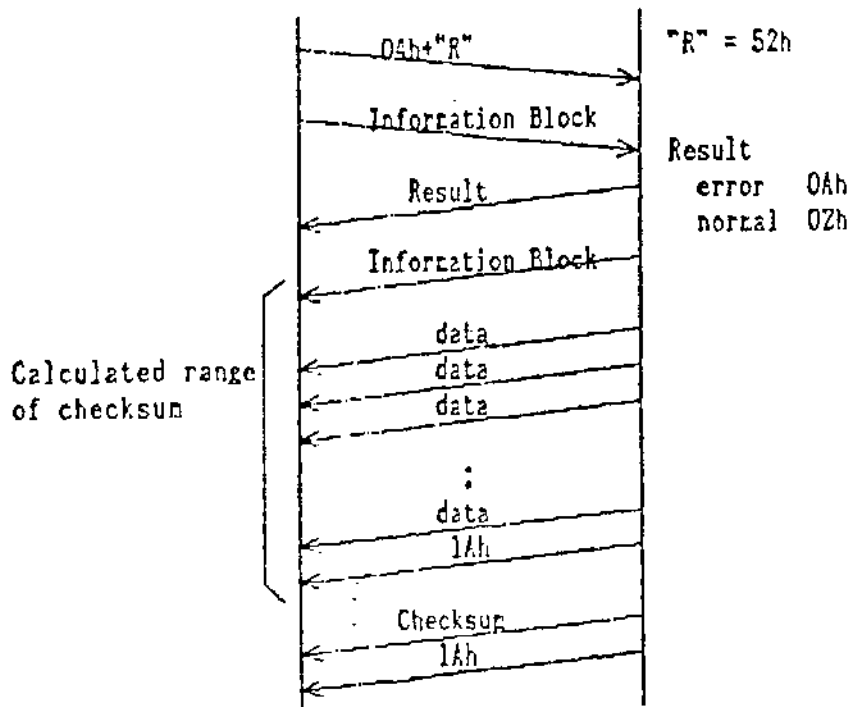 04h+"R"
"R" = 52h
Information Block
Result
error 0Ah
normal 02h
Result
Information Block
data
data
data
Calculated range
of checksum
:
data
1Ah
Checksum
1Ah